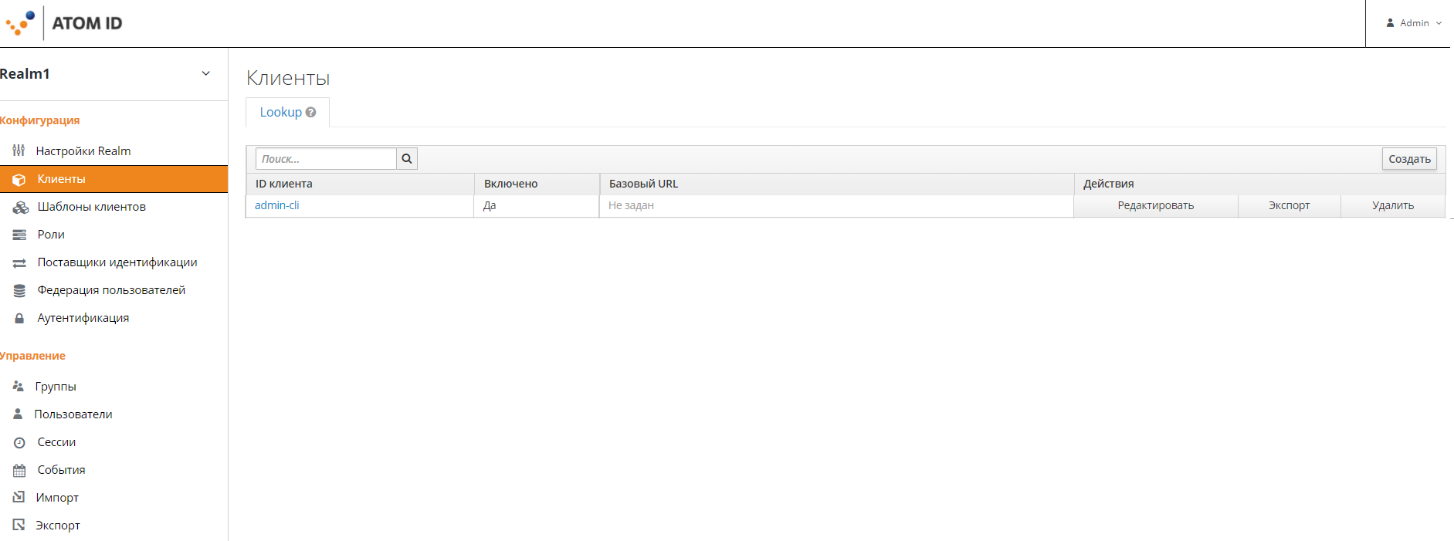 ATOM ID
Admin
Realm1
Конфигурация
Настройки Realm
Клиенты
Шаблоны клиентов
Роли
Поставщики идентификации
Федерация пользователей
Аутентификация
Управление
Группы
Пользователи
Сессии
События
Импорт
Экспорт
Клиенты
Lookup ?
Поиск... Создать
ID клиента Включено Базовый URL Действия
admin-cli Да Не задан Редактировать Экспорт Удалить